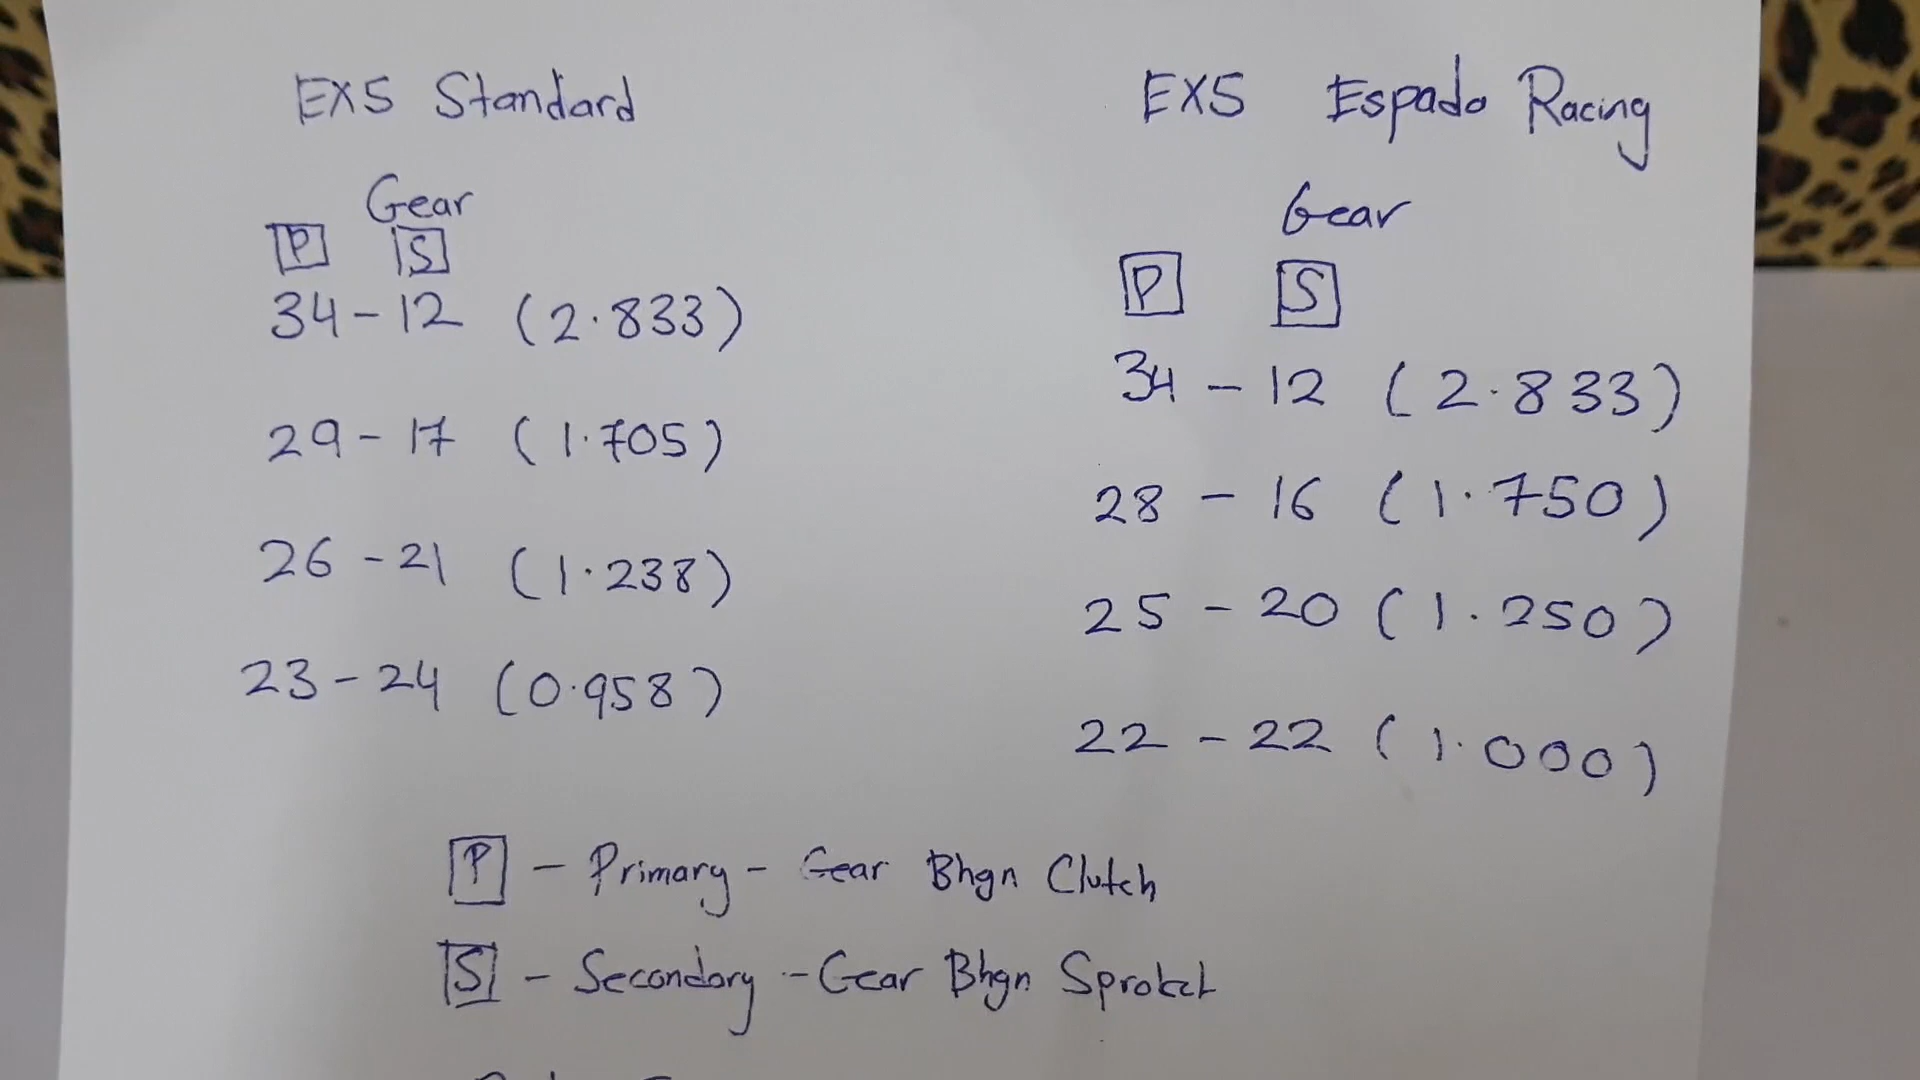 EX5 Standard
Gear
P S
34-12 (2.833)
29-17 (1.705)
26-21 (1.238)
23-24 (0.958)
EX5 Espada Racing
Gear
P S
34-12 (2.833)
28-16 (1.750)
25-20 (1.250)
22-22 (1.000)
P - Primary - Gear Bhgn Clutch
S - Secondary - Gear Bhgn Sproket